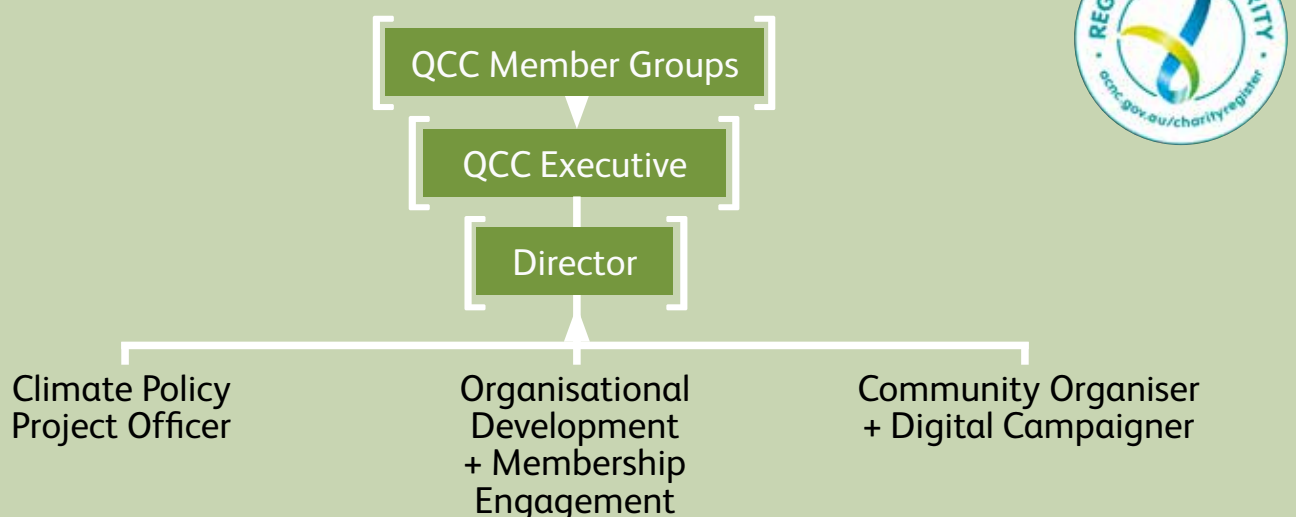 QCC Member Groups
QCC Executive
Director
Climate Policy
Project Officer
Organisational
Development
+ Membership
Engagement
Community Organiser
+ Digital Campaigner
acnc.gov.au/charityregister